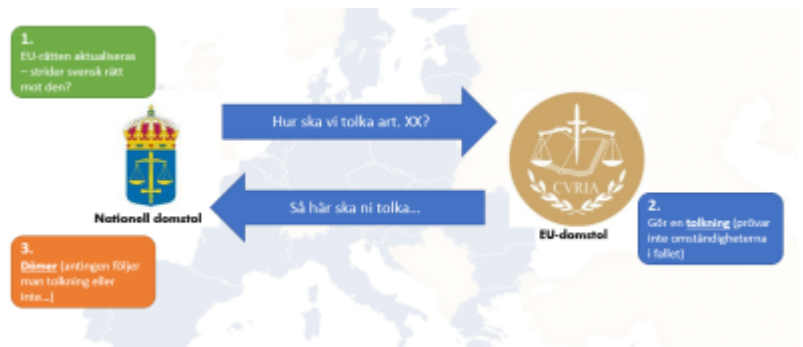 1.
EU-rätten aktualiseras
– strider svensk rätt
mot den?
Hur ska vi tolka art. XX?
CVRIA
Så här ska ni tolka...
Nationell domstol
EU-domstol
2.
Gör en tolkning (prövar
inte omständigheterna
i fallet)
3.
Dömer (antingen följer
man tolkning eller
inte...)